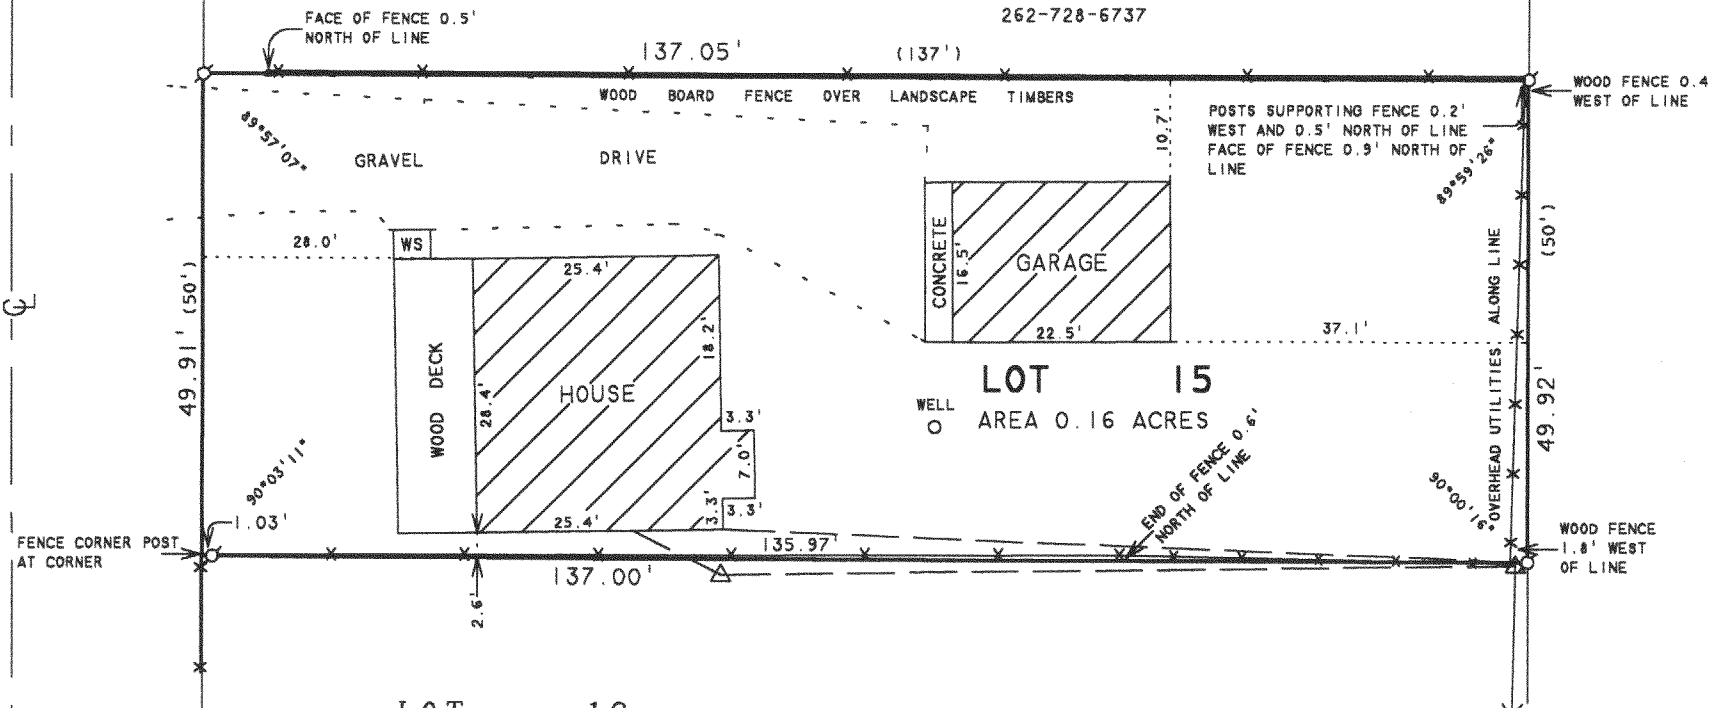 262-728-6737
FACE OF FENCE 0.5'
NORTH OF LINE
137.05' (137')
WOOD BOARD FENCE OVER LANDSCAPE TIMBERS
WOOD FENCE 0.4
WEST OF LINE
POSTS SUPPORTING FENCE 0.2'
WEST AND 0.5' NORTH OF LINE
FACE OF FENCE 0.9' NORTH OF
LINE
10.7'
89°57'07"
GRAVEL DRIVE
89°59'26"
28.0'
WS
25.4'
CONCRETE
16.5'
GARAGE
22.5'
37.1'
(50')
49.92'
OVERHEAD UTILITIES ALONG LINE
℄
49.91' (50')
WOOD DECK
28.4'
HOUSE
18.2'
3.3'
7.0'
3.3'
3.3'
25.4'
LOT 15
WELL
AREA 0.16 ACRES
END OF FENCE 0.6'
NORTH OF LINE
90°03'11"
90°00'16"
1.03'
FENCE CORNER POST
AT CORNER
135.97'
137.00'
2.6'
WOOD FENCE
1.8' WEST
OF LINE
LOT